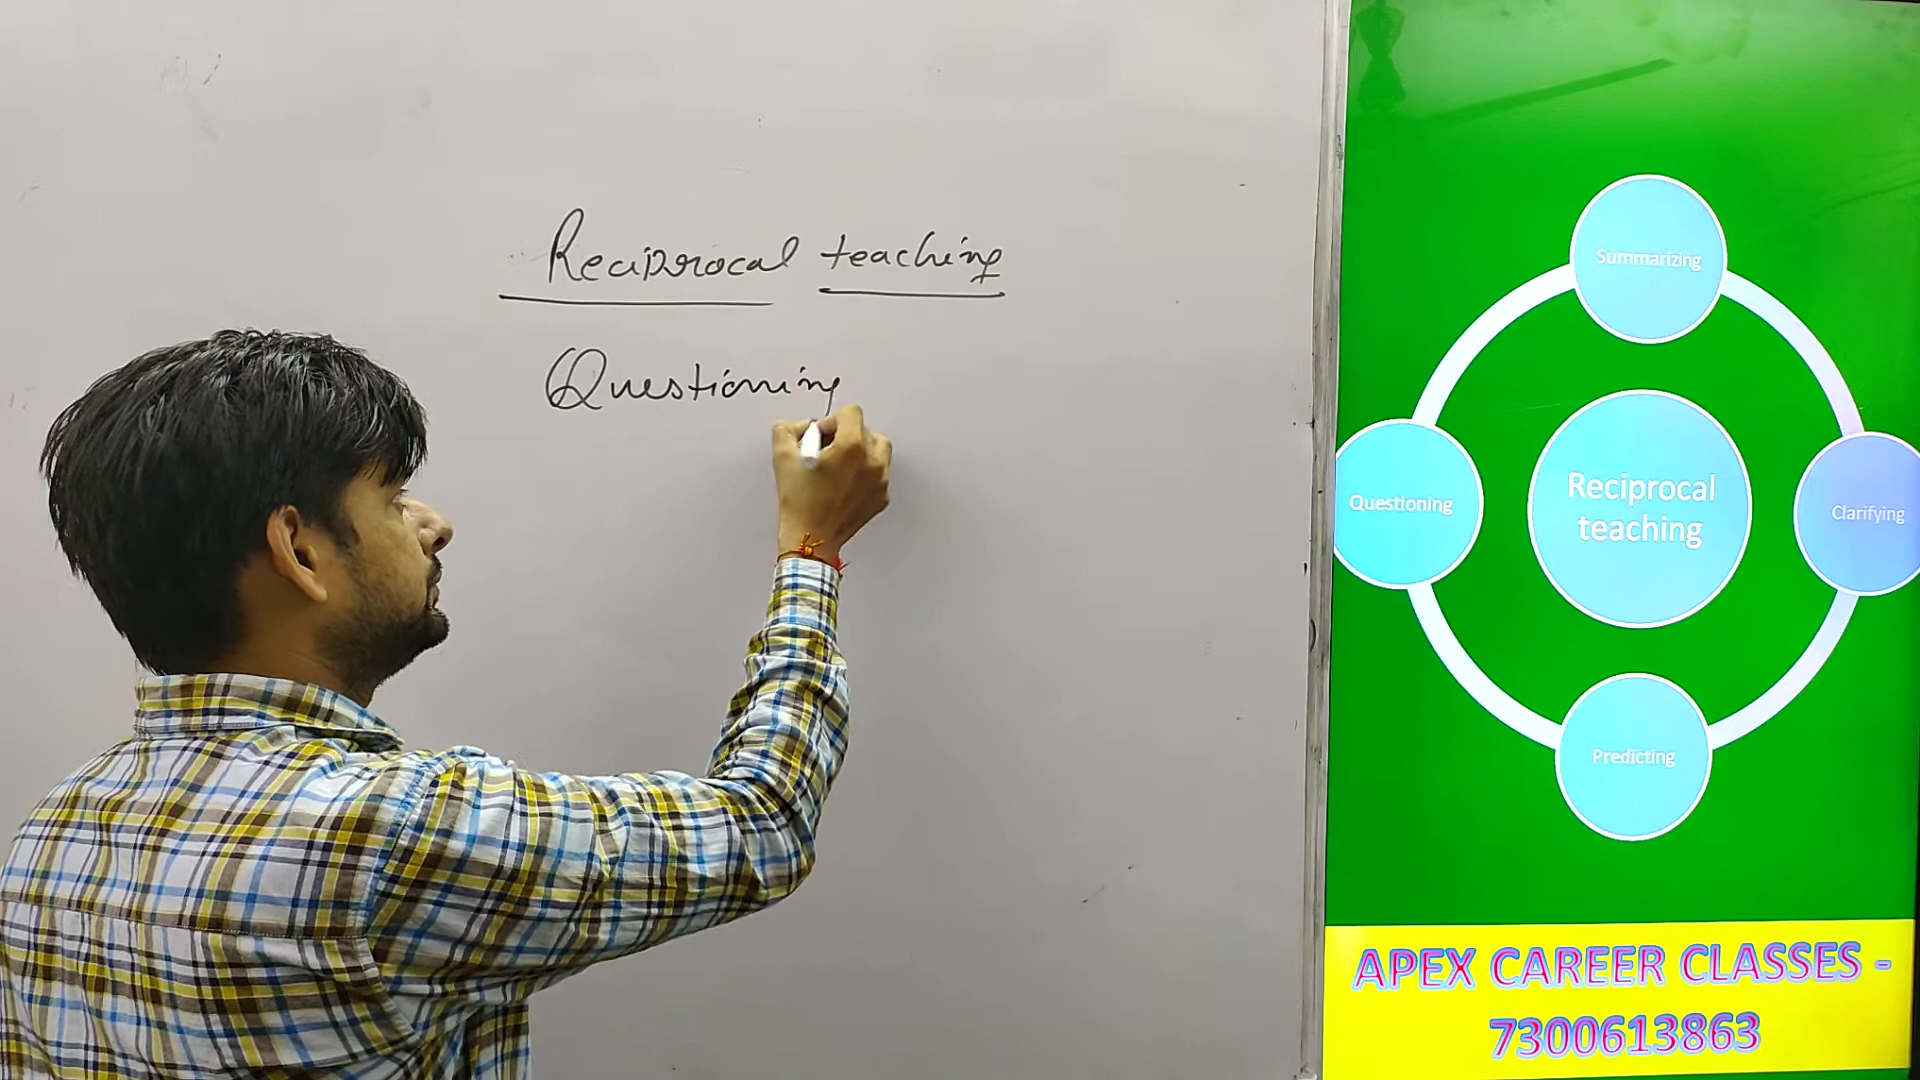 Reciprocal teaching
Questioning
Summarizing
Questioning
Reciprocal
teaching
Clarifying
Predicting
APEX CAREER CLASSES -
7300613863